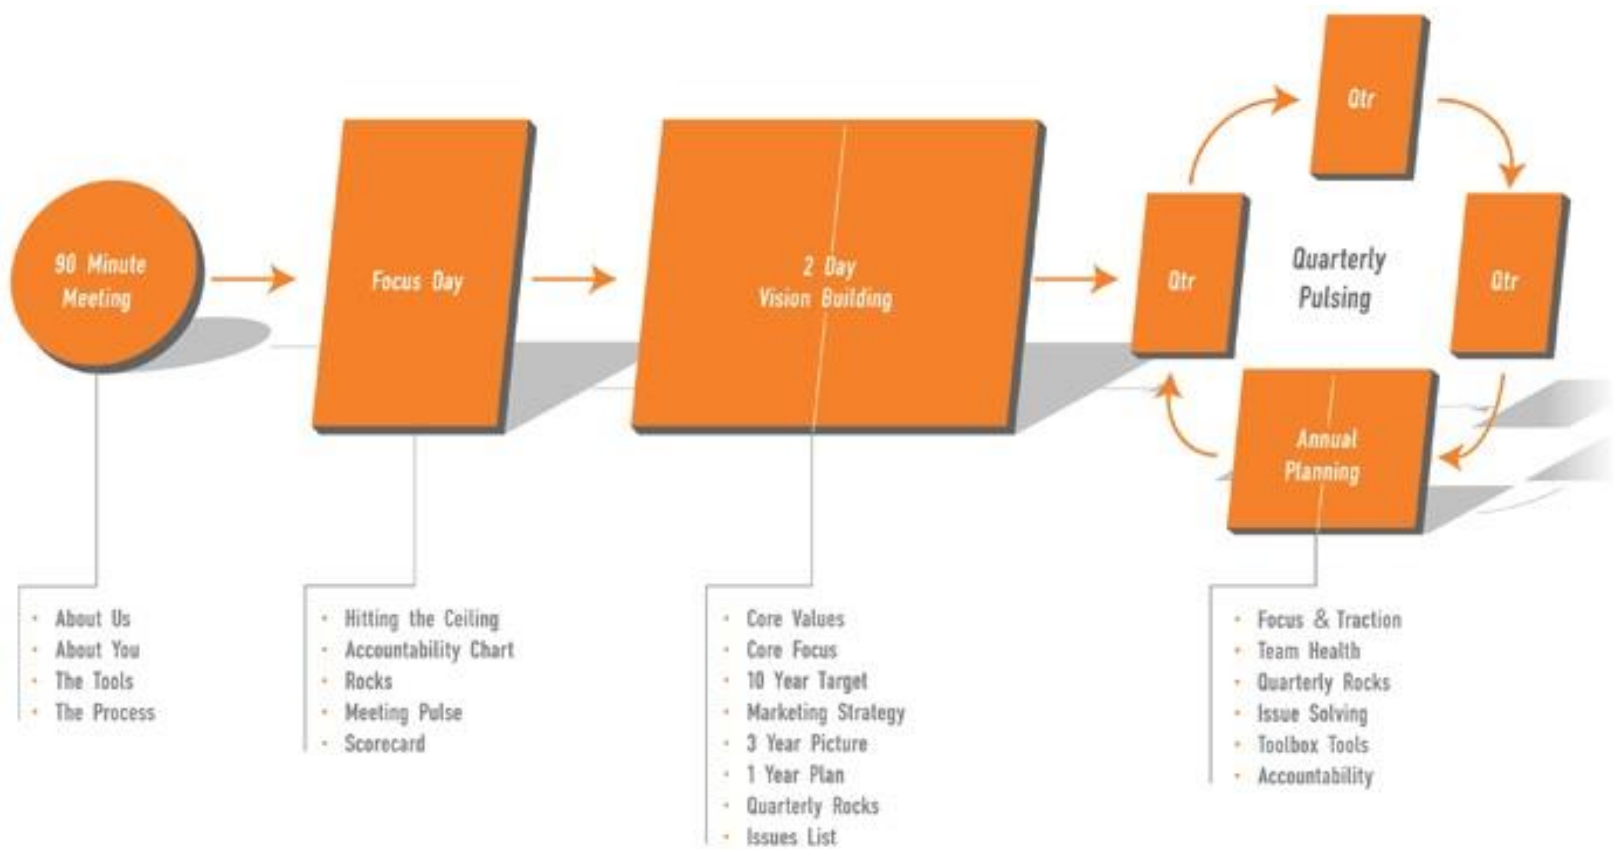 90 Minute
Meeting
Focus Day
2 Day
Vision Building
Qtr
Qtr
Qtr
Quarterly
Pulsing
Annual
Planning
· About Us
· About You
· The Tools
· The Process
· Hitting the Ceiling
· Accountability Chart
· Rocks
· Meeting Pulse
· Scorecard
· Core Values
· Core Focus
· 10 Year Target
· Marketing Strategy
· 3 Year Picture
· 1 Year Plan
· Quarterly Rocks
· Issues List
· Focus & Traction
· Team Health
· Quarterly Rocks
· Issue Solving
· Toolbox Tools
· Accountability